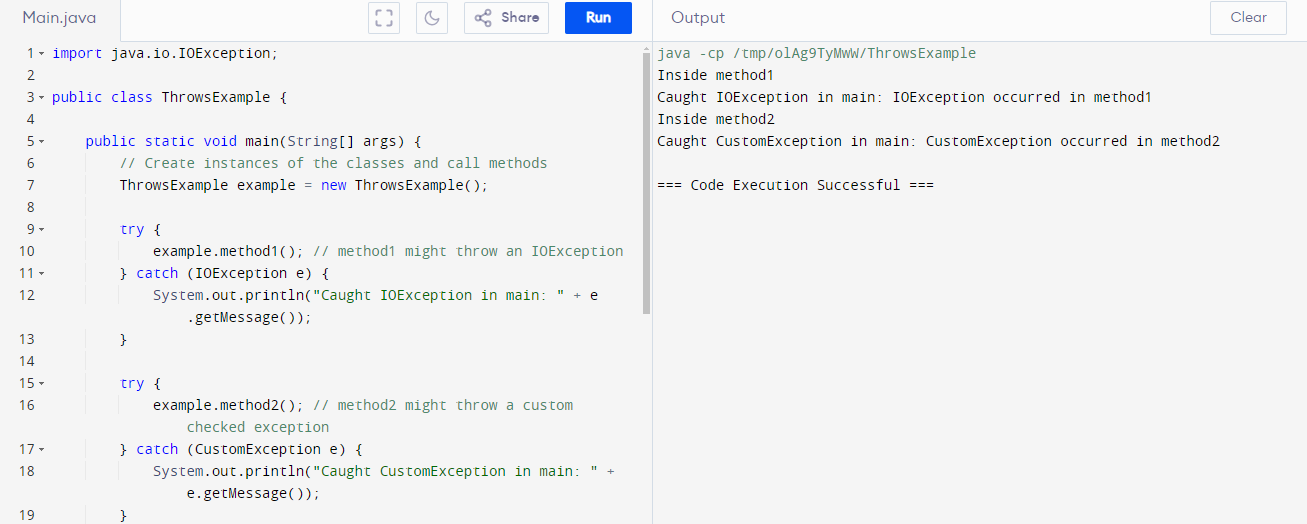 Main.java
Share
Run
Output
Clear
1 import java.io.IOException;
2
3 public class ThrowsExample {
4
5 public static void main(String[] args) {
6 // Create instances of the classes and call methods
7 ThrowsExample example = new ThrowsExample();
8
9 try {
10 example.method1(); // method1 might throw an IOException
11 } catch (IOException e) {
12 System.out.println("Caught IOException in main: " + e
.getMessage());
13 }
14
15 try {
16 example.method2(); // method2 might throw a custom
checked exception
17 } catch (CustomException e) {
18 System.out.println("Caught CustomException in main: " +
e.getMessage());
19 }
java -cp /tmp/olAg9TyMwW/ThrowsExample
Inside method1
Caught IOException in main: IOException occurred in method1
Inside method2
Caught CustomException in main: CustomException occurred in method2
=== Code Execution Successful ===